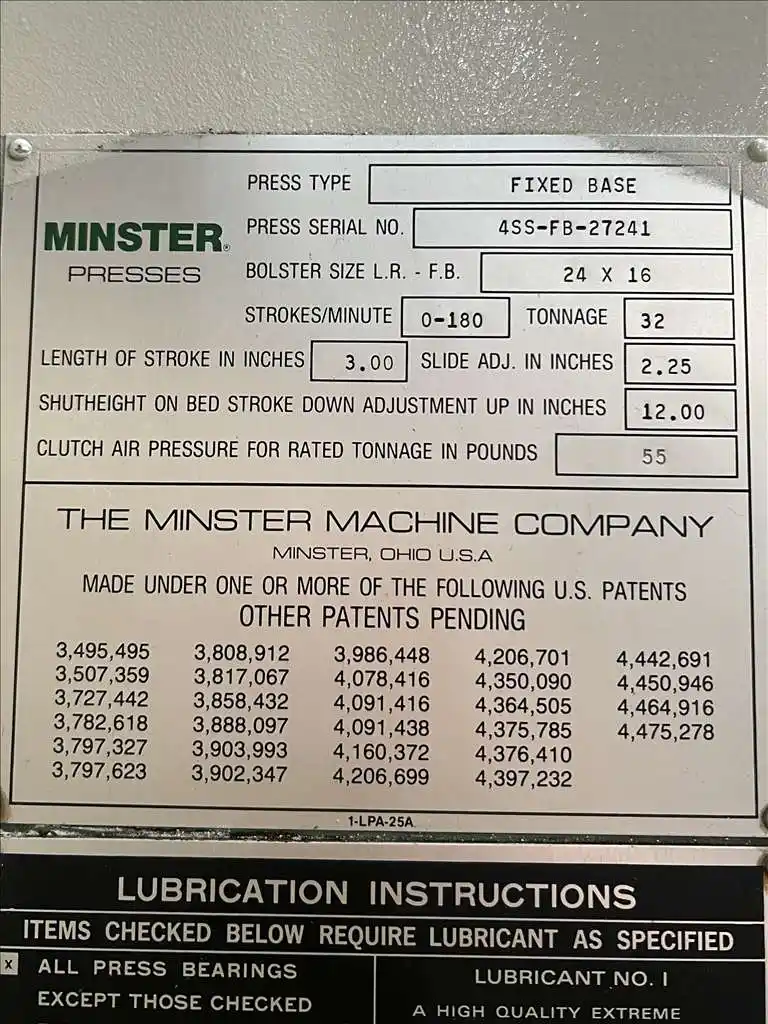 PRESS TYPE FIXED BASE
MINSTER® PRESS SERIAL NO. 4SS-FB-27241
PRESSES BOLSTER SIZE L.R. - F.B. 24 X 16
STROKES/MINUTE 0-180 TONNAGE 32
LENGTH OF STROKE IN INCHES 3.00 SLIDE ADJ. IN INCHES 2.25
SHUTHEIGHT ON BED STROKE DOWN ADJUSTMENT UP IN INCHES 12.00
CLUTCH AIR PRESSURE FOR RATED TONNAGE IN POUNDS 55
THE MINSTER MACHINE COMPANY
MINSTER, OHIO U.S.A
MADE UNDER ONE OR MORE OF THE FOLLOWING U.S. PATENTS
OTHER PATENTS PENDING
3,495,495 3,808,912 3,986,448 4,206,701 4,442,691
3,507,359 3,817,067 4,078,416 4,350,090 4,450,946
3,727,442 3,858,432 4,091,416 4,364,505 4,464,916
3,782,618 3,888,097 4,091,438 4,375,785 4,475,278
3,797,327 3,903,993 4,160,372 4,376,410
3,797,623 3,902,347 4,206,699 4,397,232
1-LPA-25A
LUBRICATION INSTRUCTIONS
ITEMS CHECKED BELOW REQUIRE LUBRICANT AS SPECIFIED
X ALL PRESS BEARINGS LUBRICANT NO. I
EXCEPT THOSE CHECKED A HIGH QUALITY EXTREME